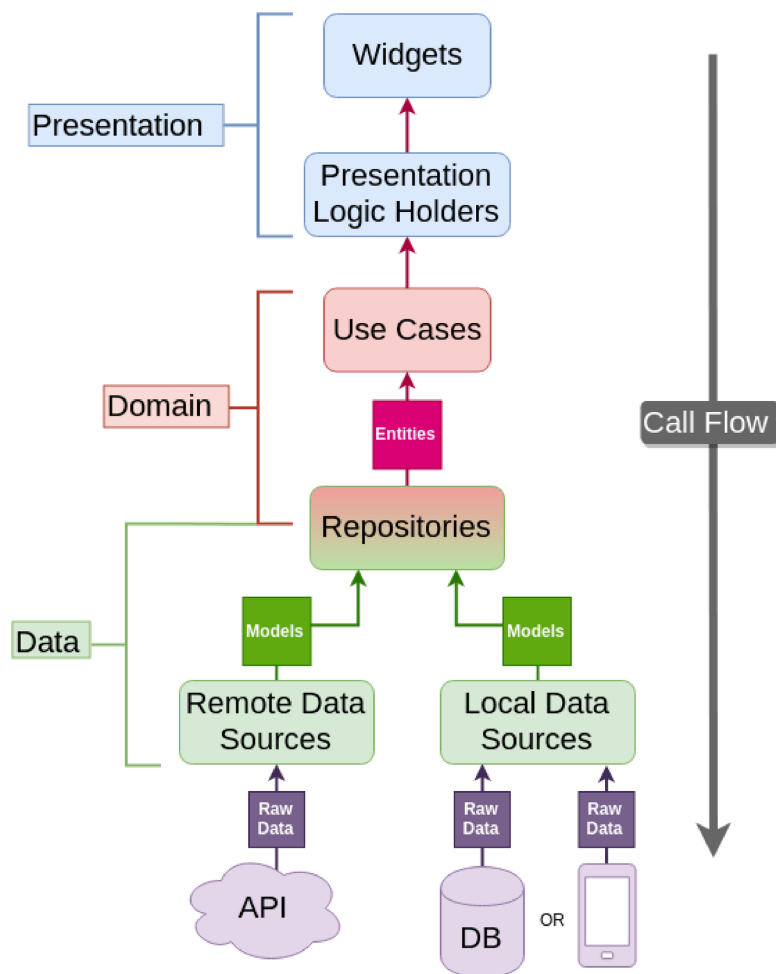 Widgets
Presentation
Presentation
Logic Holders
Use Cases
Domain
Entities
Call Flow
Repositories
Models
Models
Data
Remote Data
Sources
Local Data
Sources
Raw
Data
Raw
Data
Raw
Data
API
DB
OR